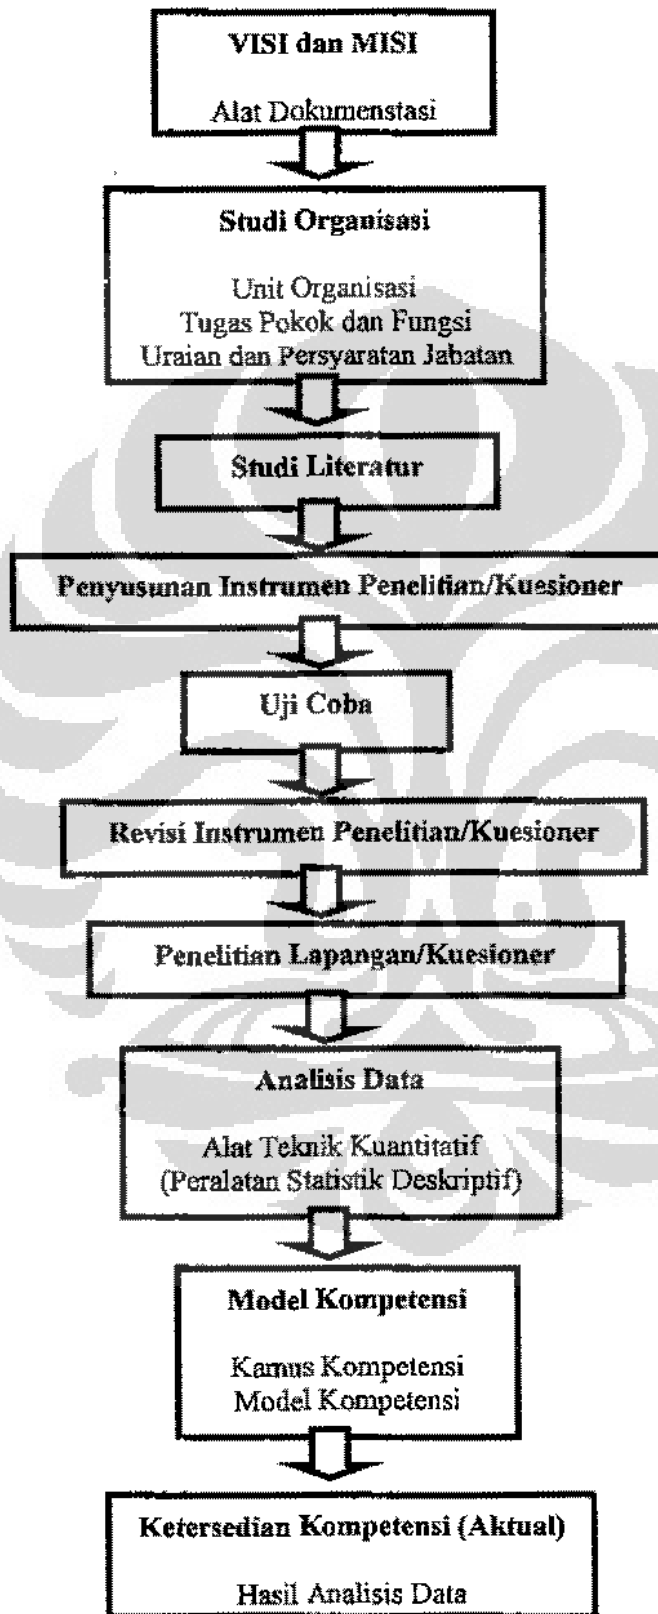 VISI dan MISI
Alat Dokumenstasi
Studi Organisasi
Unit Organisasi
Tugas Pokok dan Fungsi
Uraian dan Persyaratan Jabatan
Studi Literatur
Penyusunan Instrumen Penelitian/Kuesioner
Uji Coba
Revisi Instrumen Penelitian/Kuesioner
Penelitian Lapangan/Kuesioner
Analisis Data
Alat Teknik Kuantitatif
(Peralatan Statistik Deskriptif)
Model Kompetensi
Kamus Kompetensi
Model Kompetensi
Ketersedian Kompetensi (Aktual)
Hasil Analisis Data